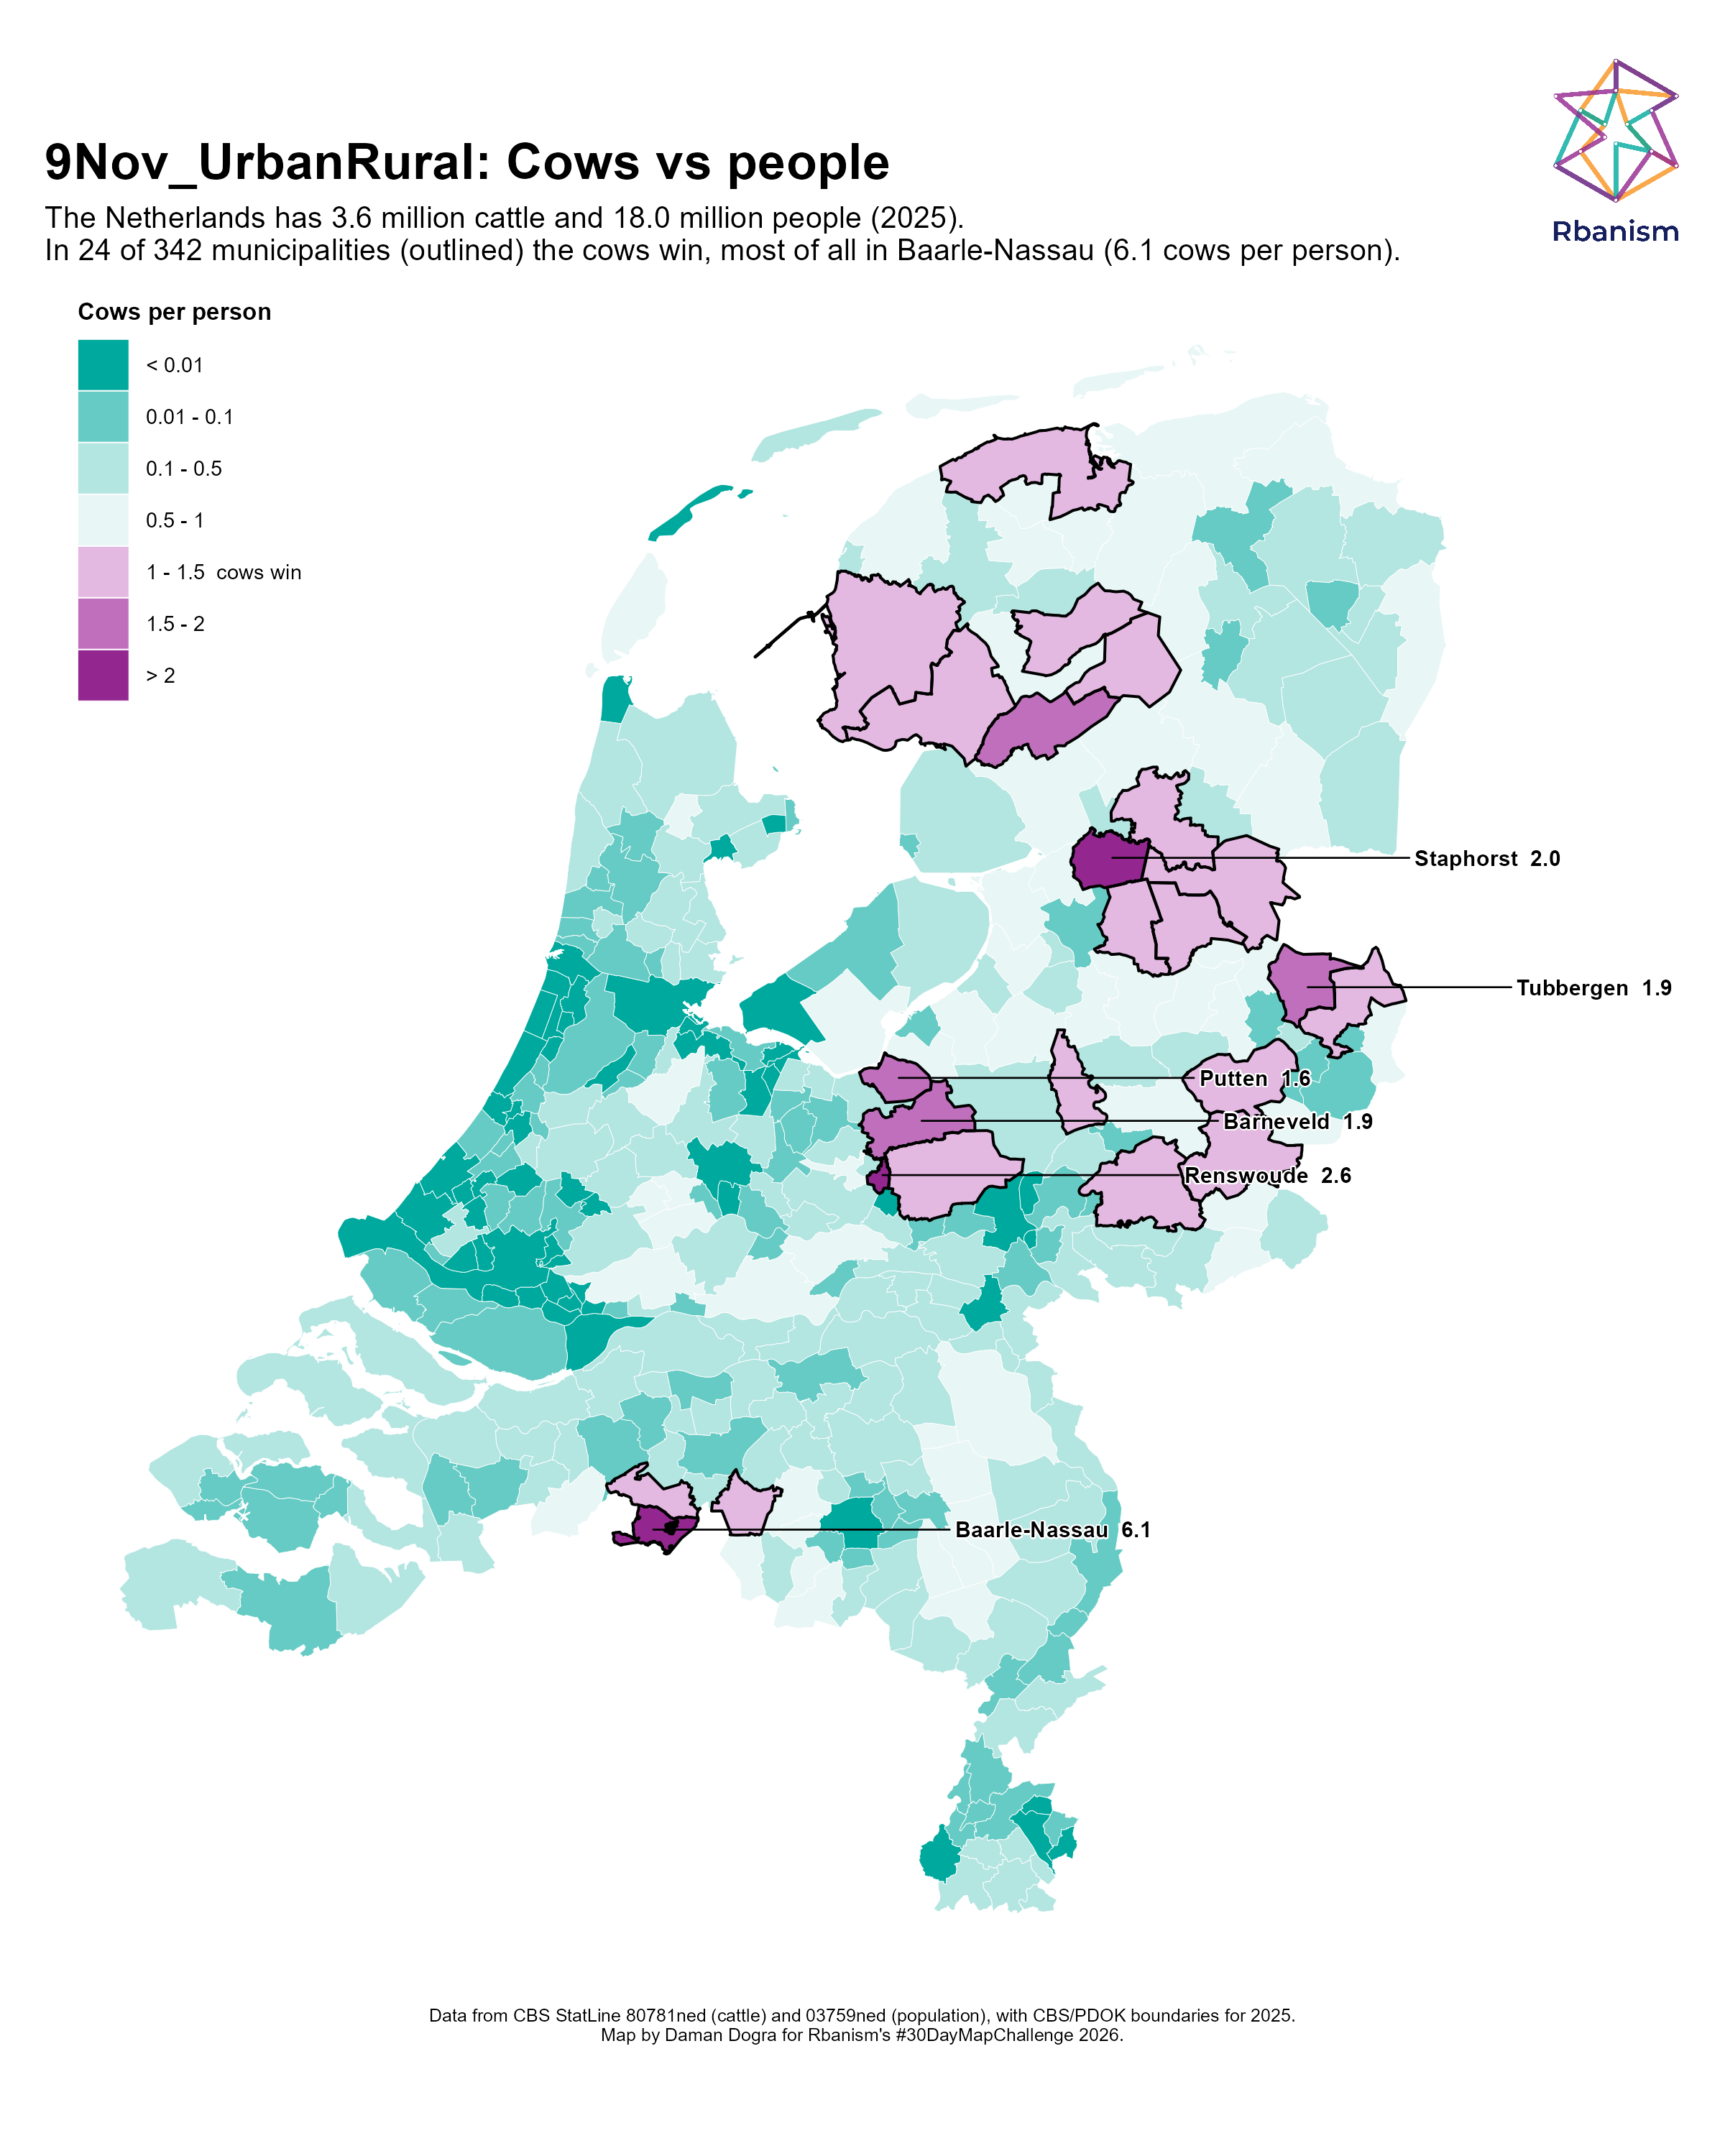 9Nov_UrbanRural: Cows vs people
The Netherlands has 3.6 million cattle and 18.0 million people (2025).
In 24 of 342 municipalities (outlined) the cows win, most of all in Baarle-Nassau (6.1 cows per person).
Rbanism
Cows per person
< 0.01
0.01 - 0.1
0.1 - 0.5
0.5 - 1
1 - 1.5 cows win
1.5 - 2
> 2
Staphorst 2.0
Tubbergen 1.9
Putten 1.6
Barneveld 1.9
Renswoude 2.6
Baarle-Nassau 6.1
Data from CBS StatLine 80781ned (cattle) and 03759ned (population), with CBS/PDOK boundaries for 2025.
Map by Daman Dogra for Rbanism's #30DayMapChallenge 2026.